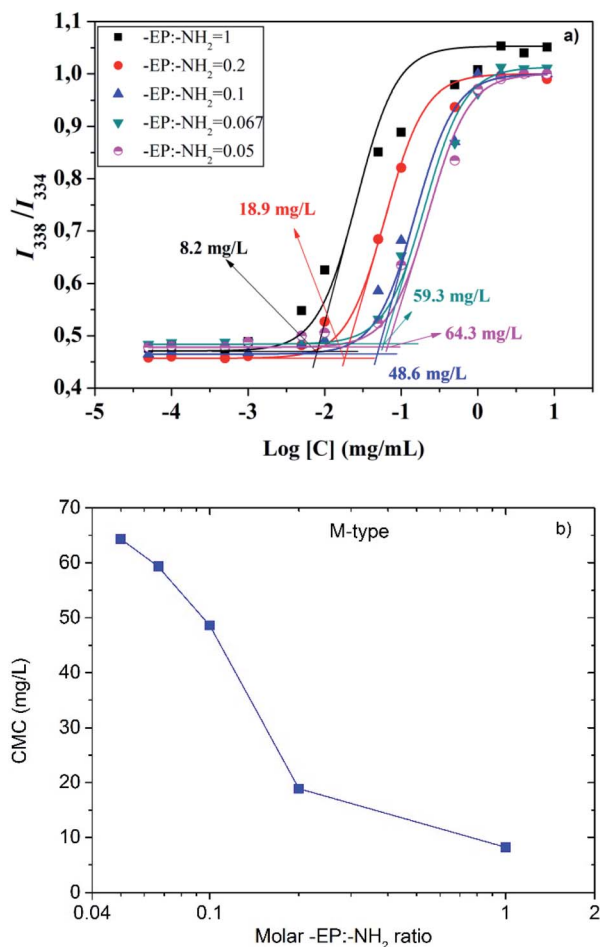 a)
-EP:-NH₂=1
-EP:-NH₂=0.2
-EP:-NH₂=0.1
-EP:-NH₂=0.067
-EP:-NH₂=0.05
1,1
1,0
0,9
0,8
0,7
0,6
0,5
0,4
I₃₃₈/I₃₃₄
18.9 mg/L
8.2 mg/L
59.3 mg/L
64.3 mg/L
48.6 mg/L
-5 -4 -3 -2 -1 0 1 2
Log [C] (mg/mL)
M-type b)
70
60
50
40
30
20
10
0
CMC (mg/L)
0.04 0.1 1 2
Molar -EP:-NH₂ ratio